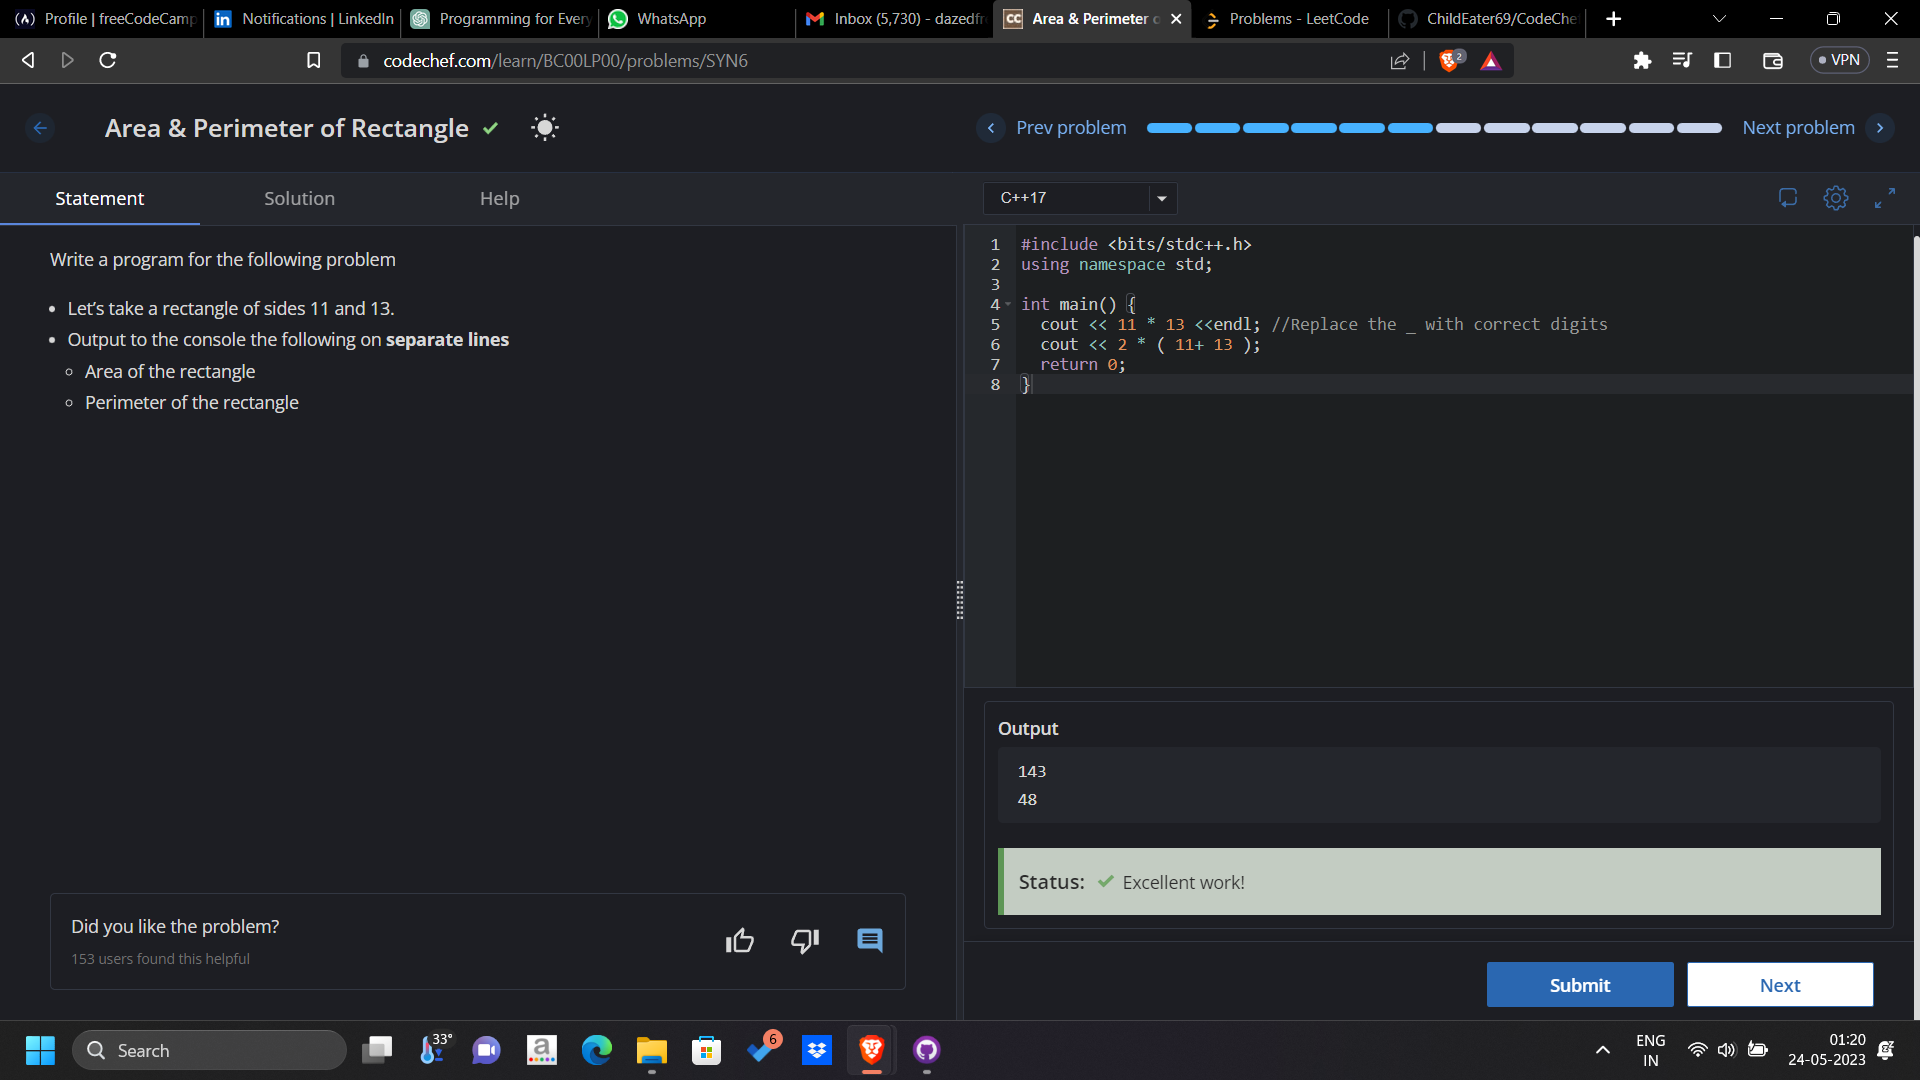 Profile | freeCodeCamp
Notifications | LinkedIn
Programming for Every
WhatsApp
Inbox (5,730) - dazedfr
CC Area & Perimeter o
Problems - LeetCode
ChildEater69/CodeChe
codechef.com/learn/BC00LP00/problems/SYN6
2
VPN
Area & Perimeter of Rectangle
Prev problem
Next problem
Statement
Solution
Help
C++17
Write a program for the following problem
• Let's take a rectangle of sides 11 and 13.
• Output to the console the following on separate lines
Area of the rectangle
Perimeter of the rectangle
1 #include <bits/stdc++.h>
2 using namespace std;
3
4 int main() {
5 cout << 11 * 13 <<endl; //Replace the _ with correct digits
6 cout << 2 * ( 11+ 13 );
7 return 0;
8 }
Output
143
48
Status: Excellent work!
Did you like the problem?
153 users found this helpful
Submit
Next
Search
33°
a
6
ENG
IN
01:20
24-05-2023